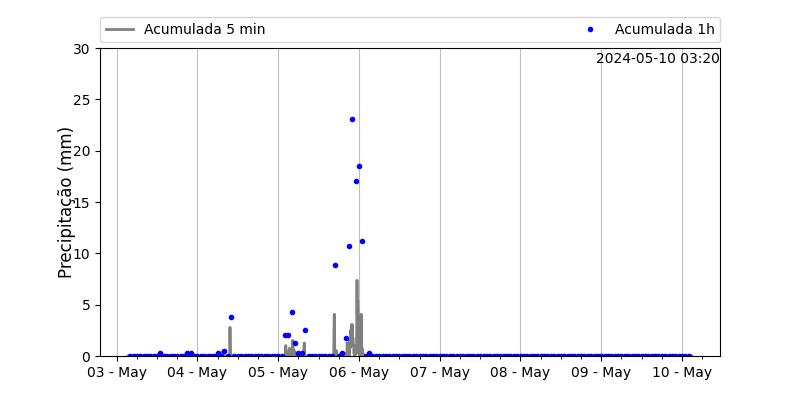 Acumulada 5 min
Acumulada 1h
2024-05-10 03:20
Precipitação (mm)
30
25
20
15
10
5
0
03 - May
04 - May
05 - May
06 - May
07 - May
08 - May
09 - May
10 - May